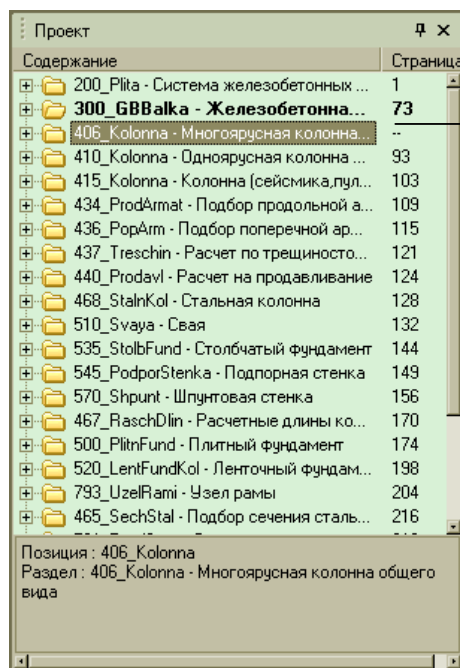 Проект
Содержание Страница
200_Plita - Система железобетонных ... 1
300_GBBalka - Железобетонна... 73
406_Kolonna - Многоярусная колонна... --
410_Kolonna - Одноярусная колонна ... 93
415_Kolonna - Колонна (сейсмика,пул... 103
434_ProdArmat - Подбор продольной а... 109
436_PopArm - Подбор поперечной ар... 115
437_Treschin - Расчет по трещиносто... 121
440_Prodavl - Расчет на продавливание 124
468_StalnKol - Стальная колонна 128
510_Svaya - Свая 132
535_StolbFund - Столбчатый фундамент 144
545_PodporStenka - Подпорная стенка 149
570_Shpunt - Шпунтовая стенка 156
467_RaschDlin - Расчетные длины ко... 170
500_PlitnFund - Плитный фундамент 174
520_LentFundKol - Ленточный фундам... 198
793_UzelRami - Узел рамы 204
465_SechStal - Подбор сечения сталь... 216
Позиция : 406_Kolonna
Раздел : 406_Kolonna - Многоярусная колонна общего
вида